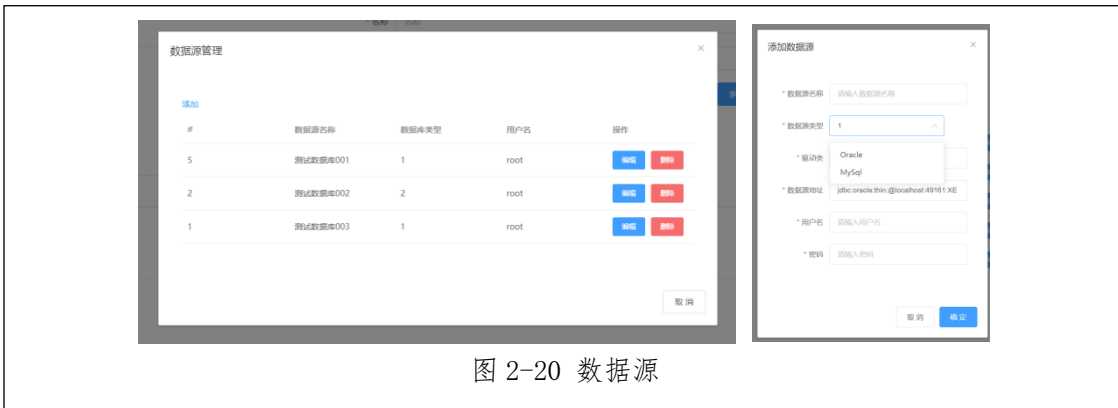 * 名称 名称
数据源管理 ×
添加
# 数据源名称 数据库类型 用户名 操作
5 测试数据库001 1 root 编辑 删除
2 测试数据库002 2 root 编辑 删除
1 测试数据库003 1 root 编辑 删除
取消
添加数据源 ×
* 数据源名称 请输入数据源名称
* 数据源类型 1
Oracle
MySql
* 驱动类
* 数据源地址 jdbc:oracle:thin:@localhost:49161:XE
* 用户名 请输入用户名
* 密码 请输入密码
取消 确定
图 2-20 数据源